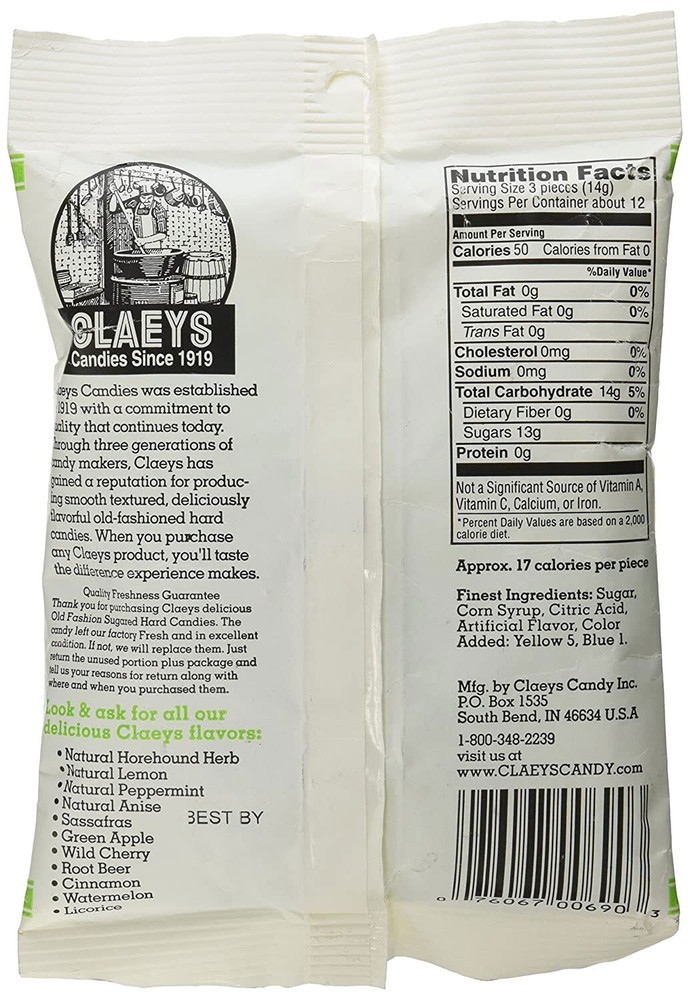 CLAEYS
Candies Since 1919
aeys Candies was established
1919 with a commitment to
ality that continues today.
hrough three generations of
andy makers, Claeys has
gained a reputation for produc-
ing smooth textured, deliciously
flavorful old-fashioned hard
candies. When you purchase
any Claeys product, you'll taste
the difference experience makes.
Quality Freshness Guarantee
Thank you for purchasing Claeys delicious
Old Fashion Sugared Hard Candies. The
candy left our factory Fresh and in excellent
condition. If not, we will replace them. Just
return the unused portion plus package and
tell us your reasons for return along with
where and when you purchased them.
Look & ask for all our
delicious Claeys flavors:
• Natural Horehound Herb
• Natural Lemon
• Natural Peppermint
• Natural Anise
• Sassafras
• Green Apple
• Wild Cherry
• Root Beer
• Cinnamon
• Watermelon
• Licorice
BEST BY
Nutrition Facts
Serving Size 3 pieces (14g)
Servings Per Container about 12
Amount Per Serving
Calories 50 Calories from Fat 0
%Daily Value*
Total Fat 0g 0%
Saturated Fat 0g 0%
Trans Fat 0g
Cholesterol 0mg 0%
Sodium 0mg 0%
Total Carbohydrate 14g 5%
Dietary Fiber 0g 0%
Sugars 13g
Protein 0g
Not a Significant Source of Vitamin A,
Vitamin C, Calcium, or Iron.
*Percent Daily Values are based on a 2,000
calorie diet.
Approx. 17 calories per piece
Finest Ingredients: Sugar,
Corn Syrup, Citric Acid,
Artificial Flavor, Color
Added: Yellow 5, Blue 1.
Mfg. by Claeys Candy Inc.
P.O. Box 1535
South Bend, IN 46634 U.S.A
1-800-348-2239
visit us at
www.CLAEYSCANDY.com
0 76067 00690 3